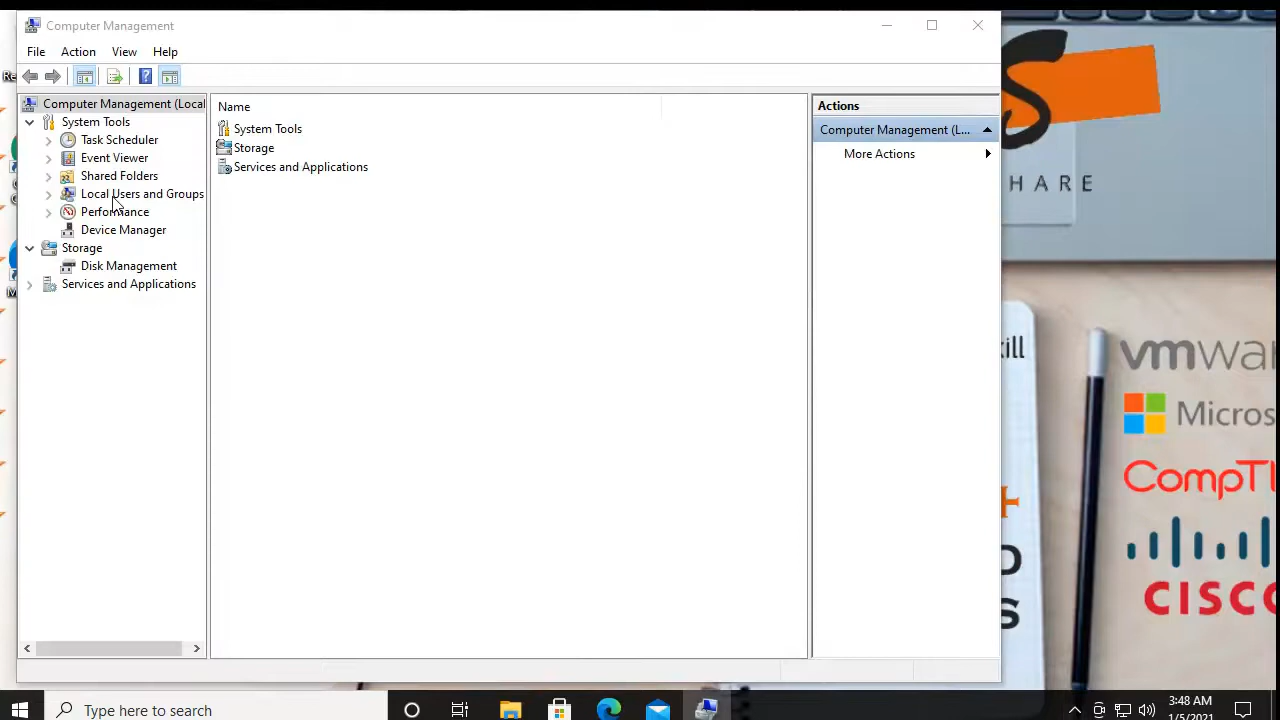 Computer Management
File Action View Help
Computer Management (Local
System Tools
Task Scheduler
Event Viewer
Shared Folders
Local Users and Groups
Performance
Device Manager
Storage
Disk Management
Services and Applications
Name
System Tools
Storage
Services and Applications
Actions
Computer Management (L...
More Actions
S
HARE
kill
vmwa
Micros
CompTI
CISCO
Type here to search
3:48 AM
1/5/2021